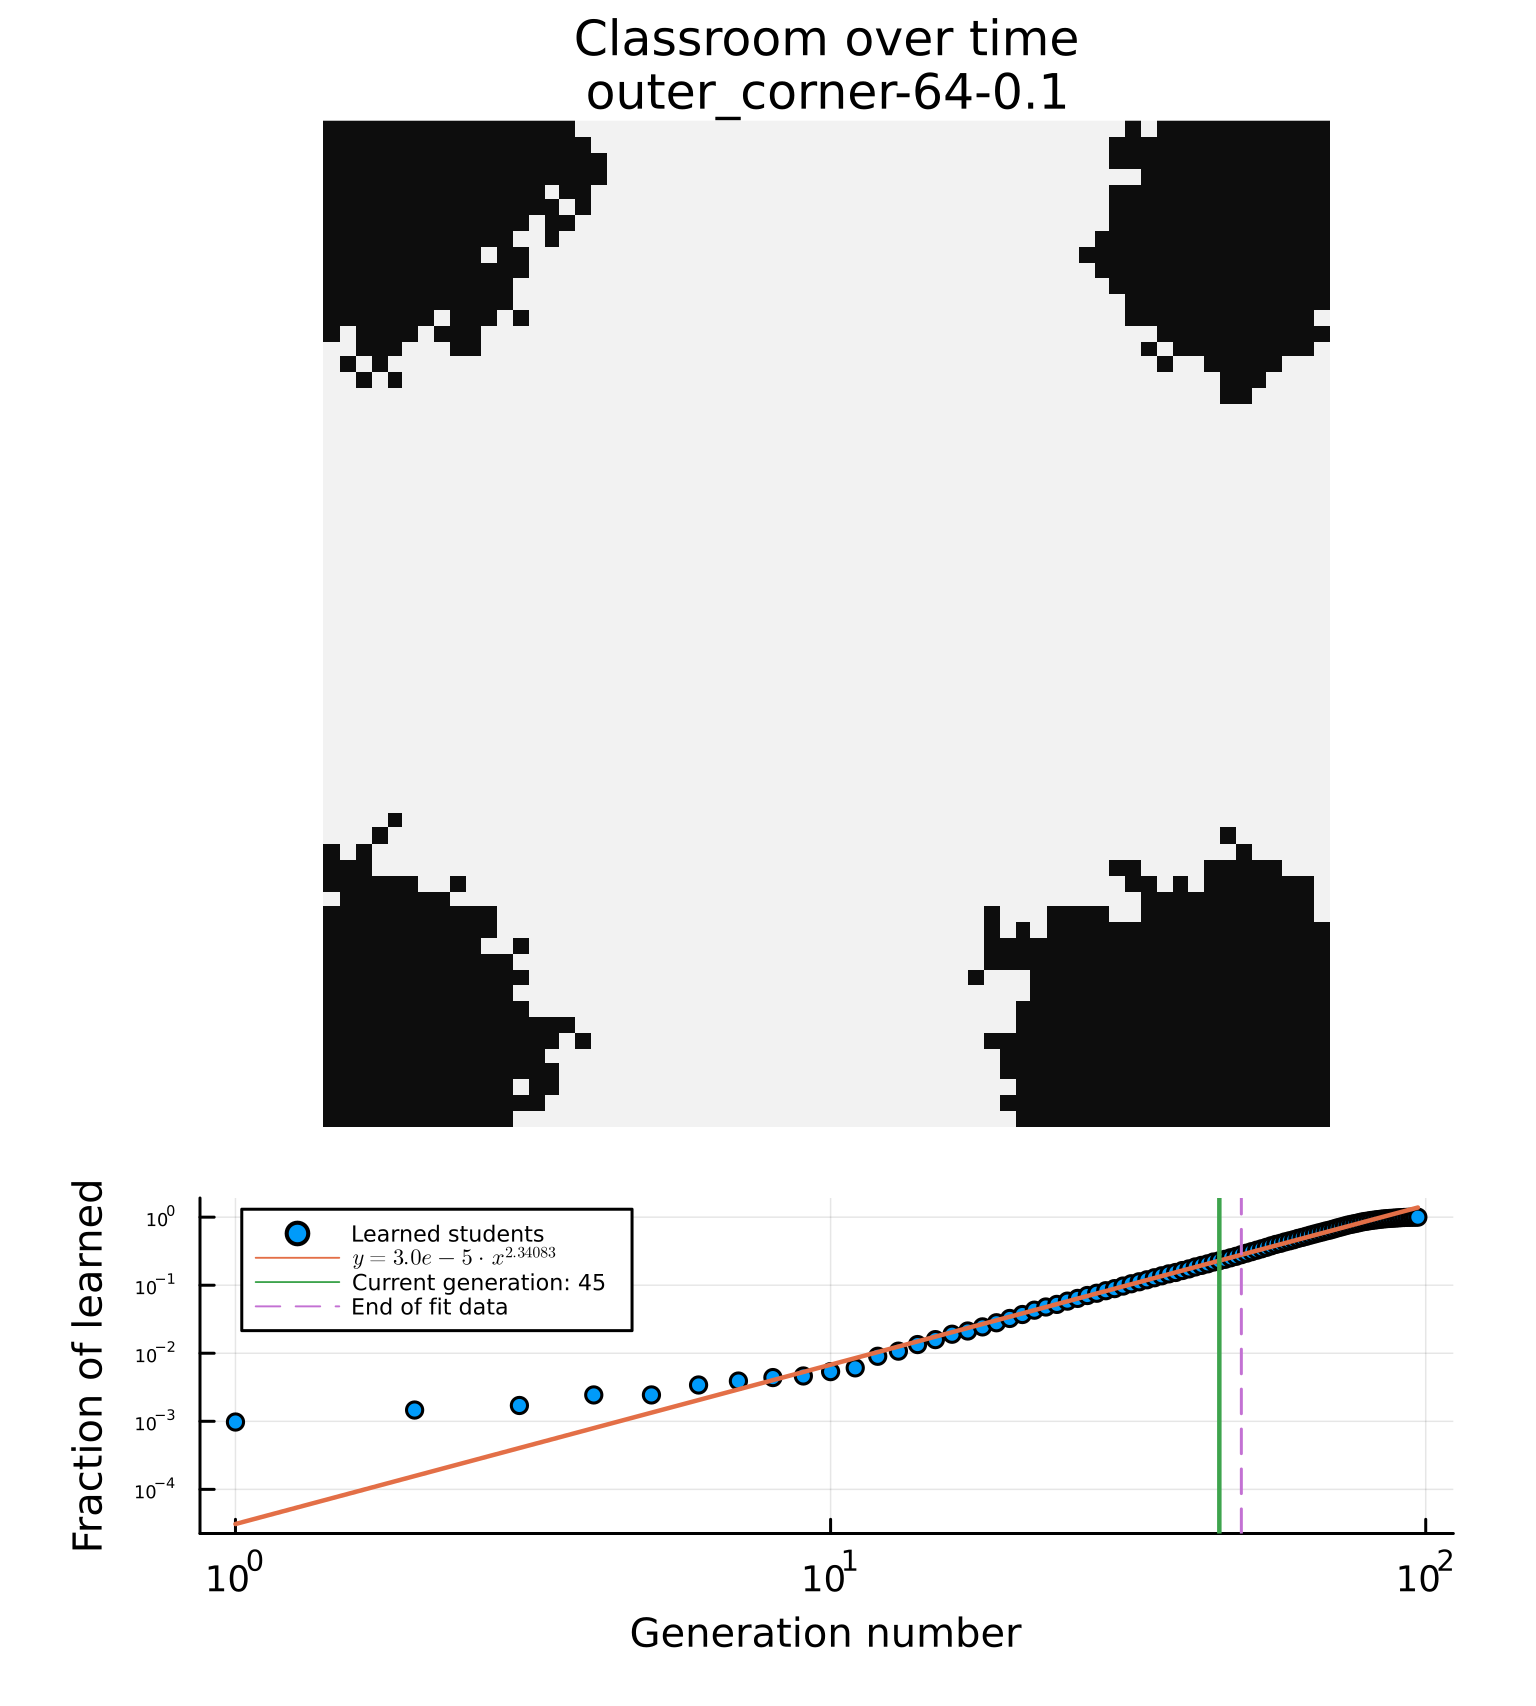 Classroom over time
outer_corner-64-0.1
Fraction of learned
10^0
10^-1
10^-2
10^-3
10^-4
Learned students
y = 3.0e − 5 · x^2.34083
Current generation: 45
End of fit data
10^0 10^1 10^2
Generation number